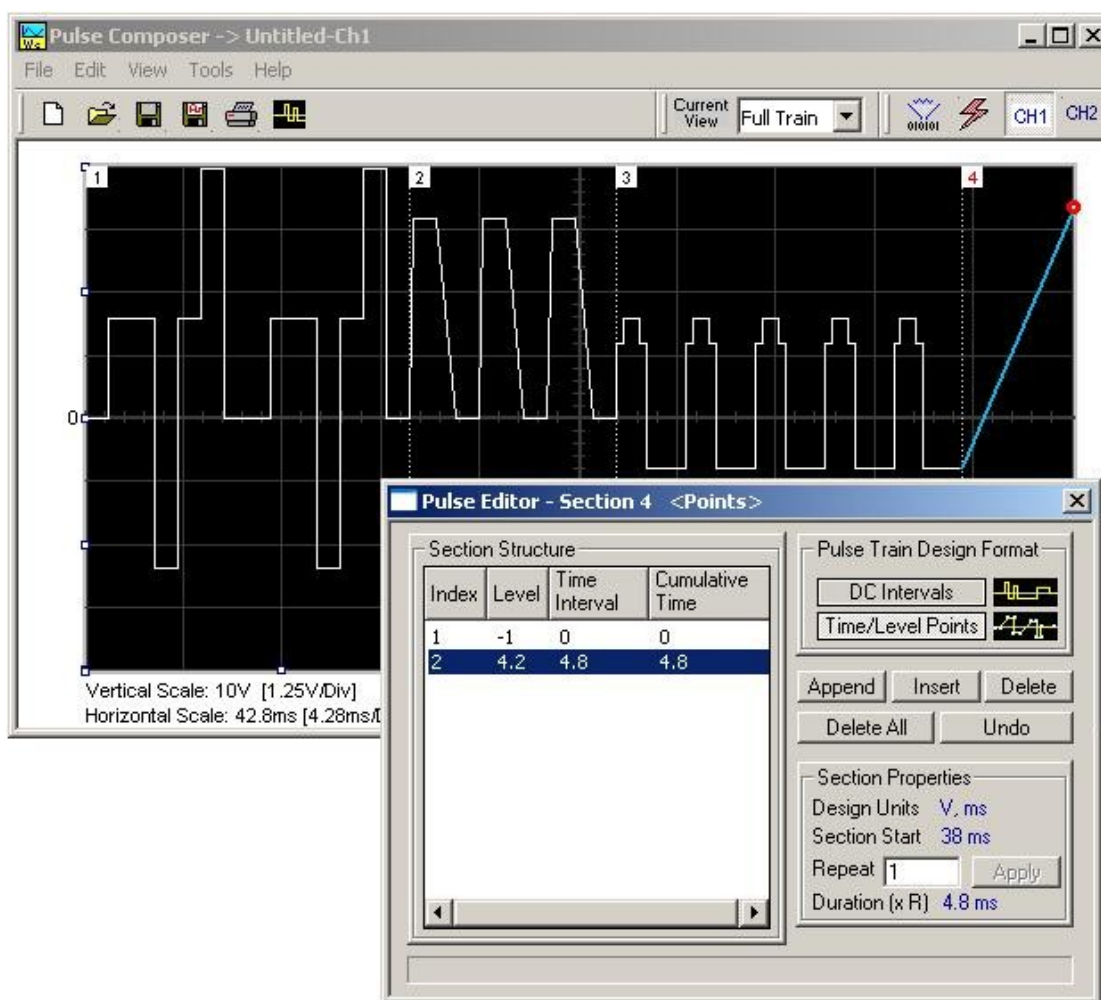 Pulse Composer -> Untitled-Ch1
File Edit View Tools Help
Current View Full Train CH1 CH2
1 2 3 4
0
Vertical Scale: 10V [1.25V/Div]
Horizontal Scale: 42.8ms [4.28ms/
Pulse Editor - Section 4 <Points>
Section Structure
Index Level Time Interval Cumulative Time
1 -1 0 0
2 4.2 4.8 4.8
Pulse Train Design Format
DC Intervals
Time/Level Points
Append Insert Delete
Delete All Undo
Section Properties
Design Units V, ms
Section Start 38 ms
Repeat 1 Apply
Duration (x R) 4.8 ms